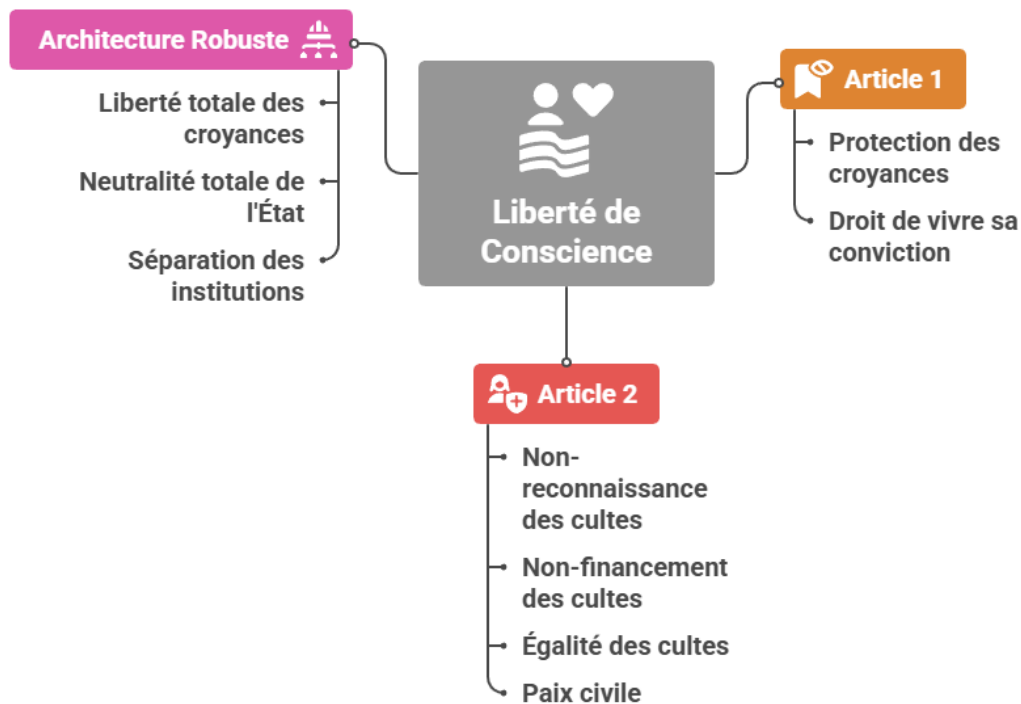 Architecture Robuste
Liberté totale des
croyances
Neutralité totale de
l'État
Séparation des
institutions
Liberté de
Conscience
Article 1
Protection des
croyances
Droit de vivre sa
conviction
Article 2
Non-
reconnaissance
des cultes
Non-financement
des cultes
Égalité des cultes
Paix civile